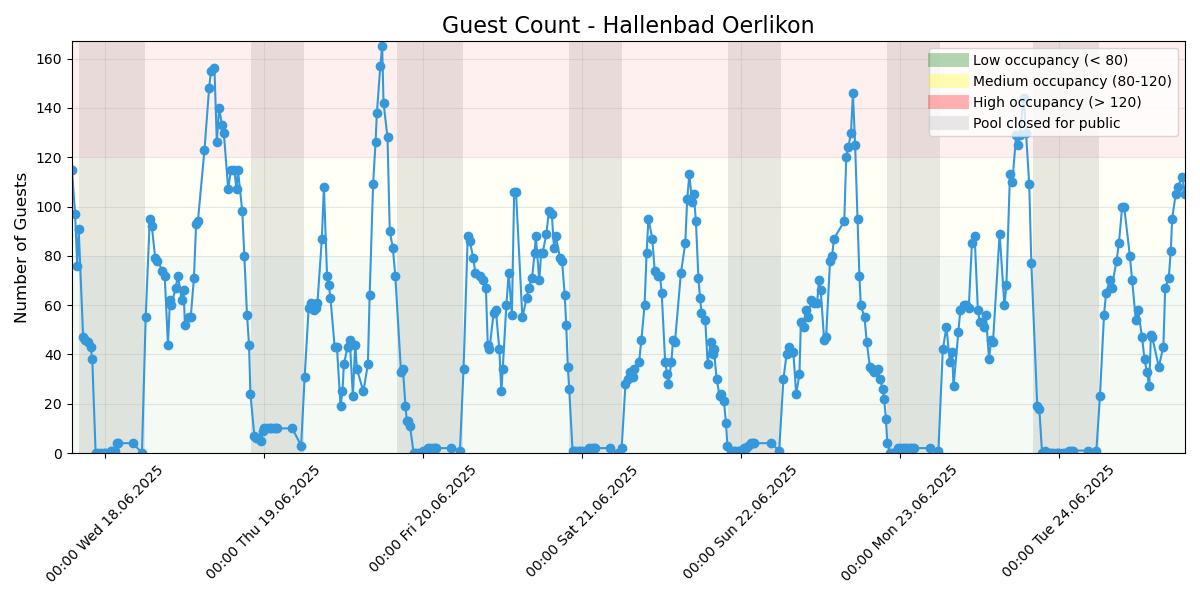 Guest Count - Hallenbad Oerlikon
Number of Guests
160
140
120
100
80
60
40
20
0
Low occupancy (< 80)
Medium occupancy (80-120)
High occupancy (> 120)
Pool closed for public
00:00 Wed 18.06.2025
00:00 Thu 19.06.2025
00:00 Fri 20.06.2025
00:00 Sat 21.06.2025
00:00 Sun 22.06.2025
00:00 Mon 23.06.2025
00:00 Tue 24.06.2025